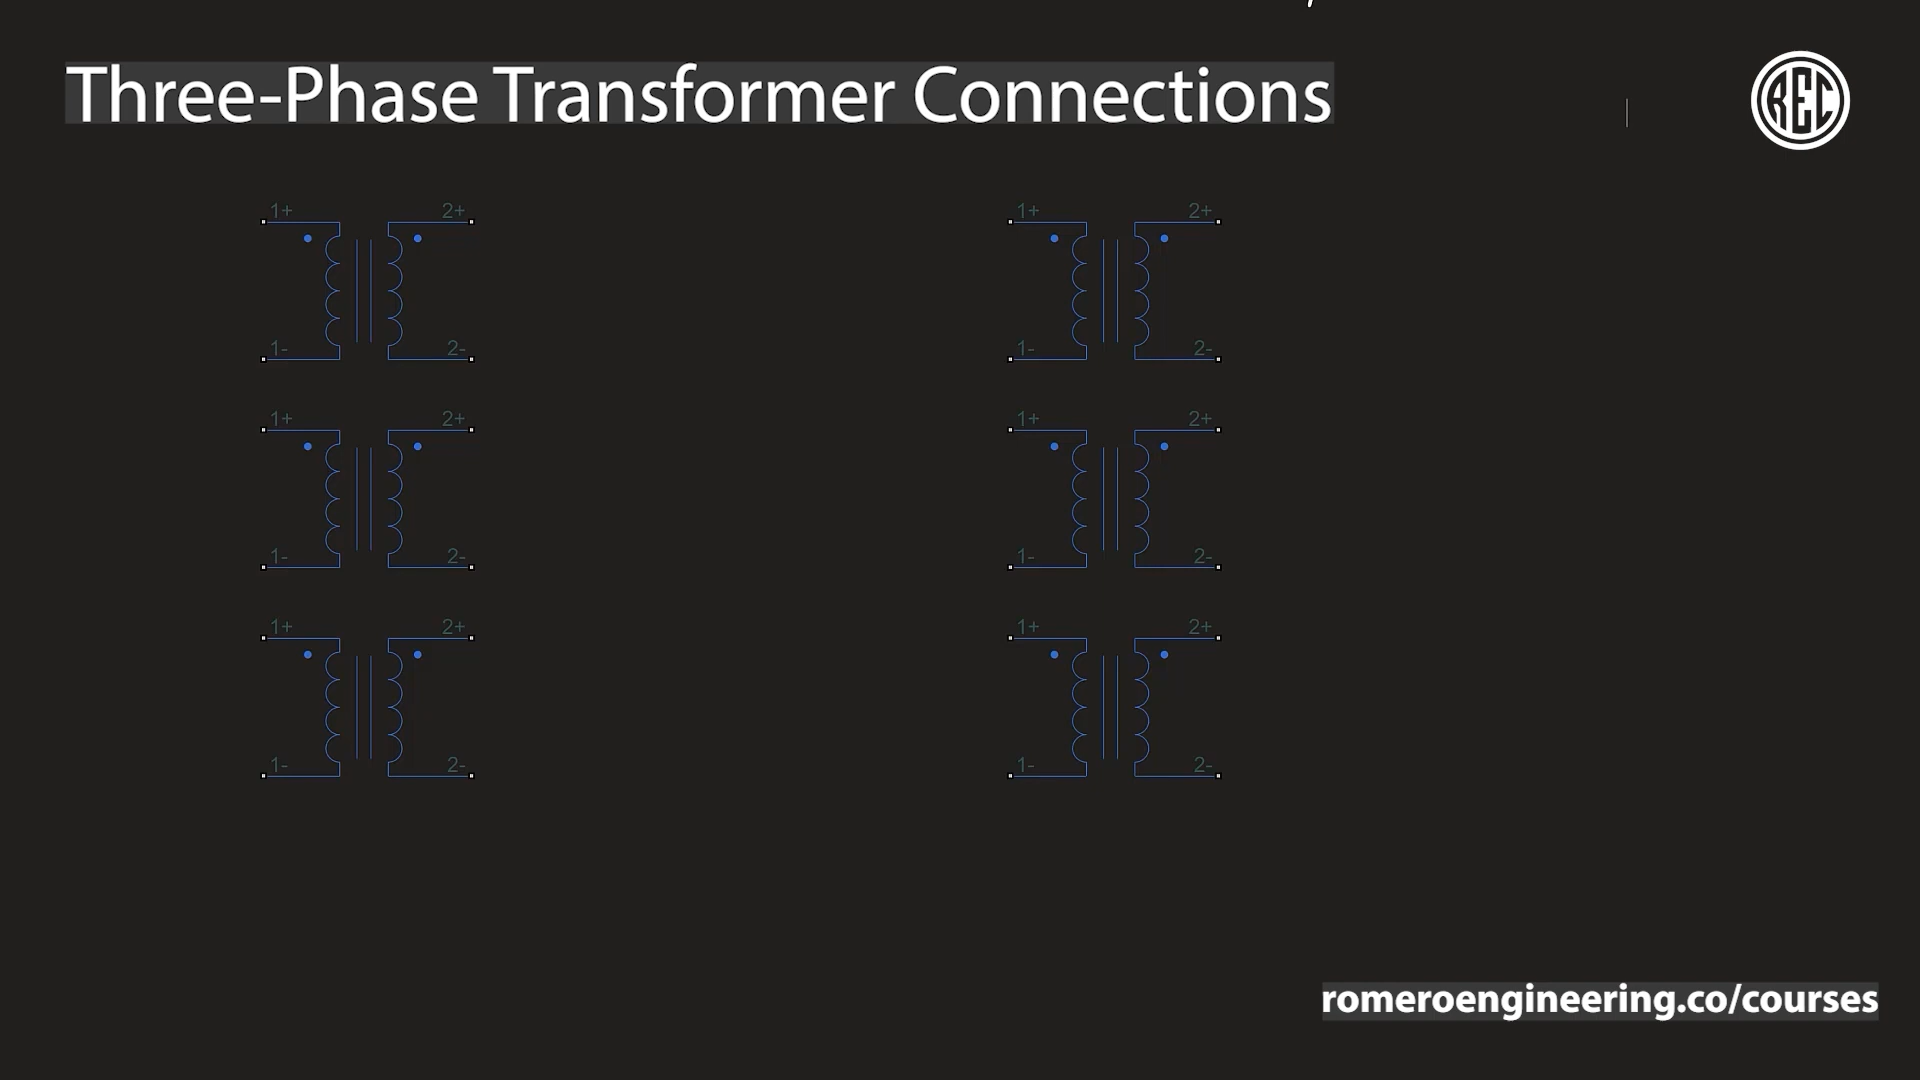 Three-Phase Transformer Connections
REC
1+ 2+ 1+ 2+
1- 2- 1- 2-
1+ 2+ 1+ 2+
1- 2- 1- 2-
1+ 2+ 1+ 2+
1- 2- 1- 2-
romeroengineering.co/courses